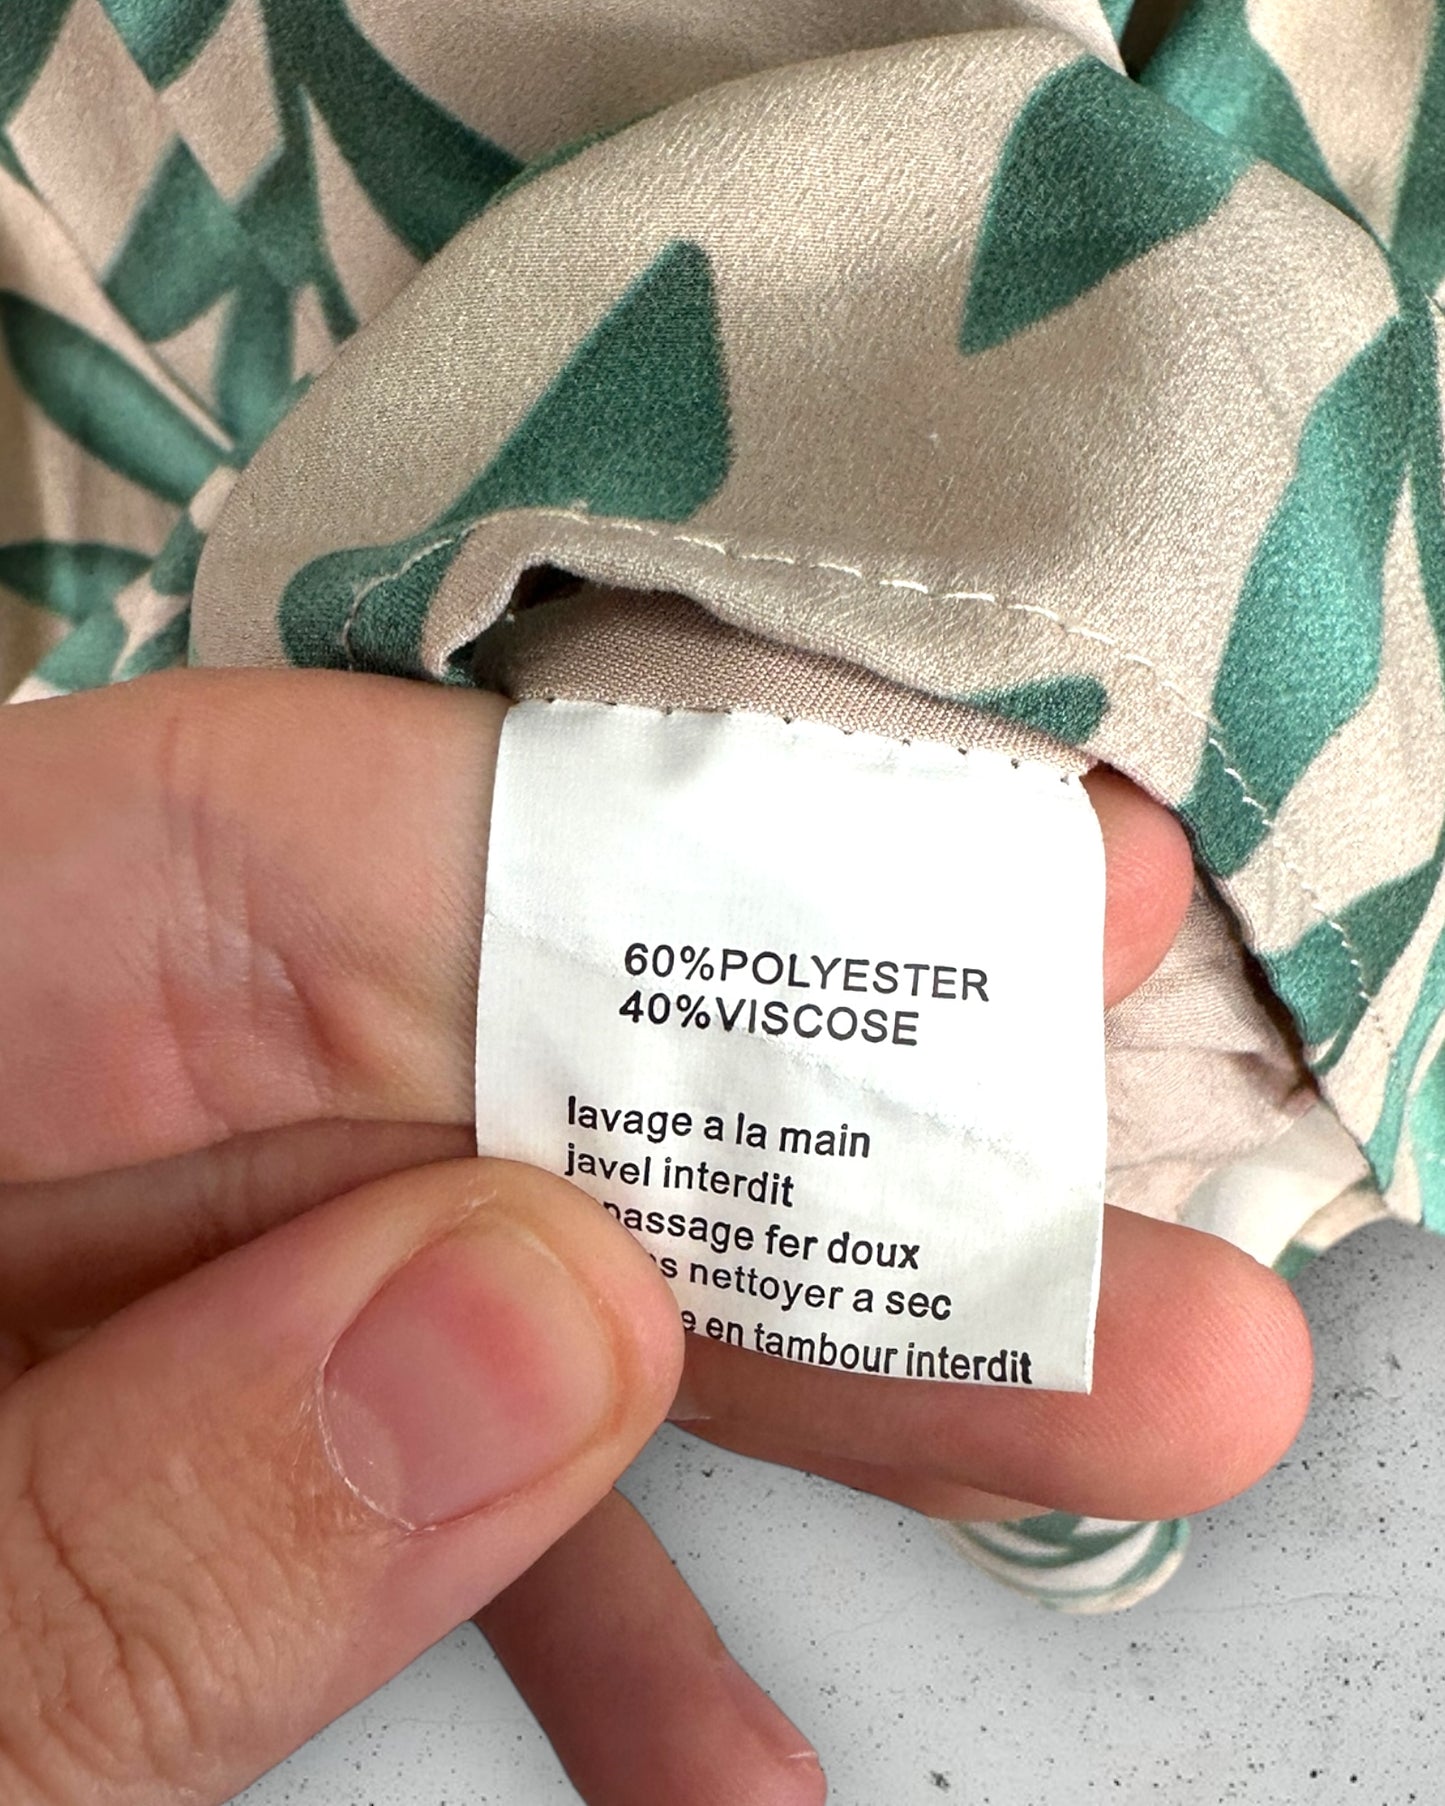 60%POLYESTER
40%VISCOSE
lavage a la main
javel interdit
passage fer doux
s nettoyer a sec
e en tambour interdit